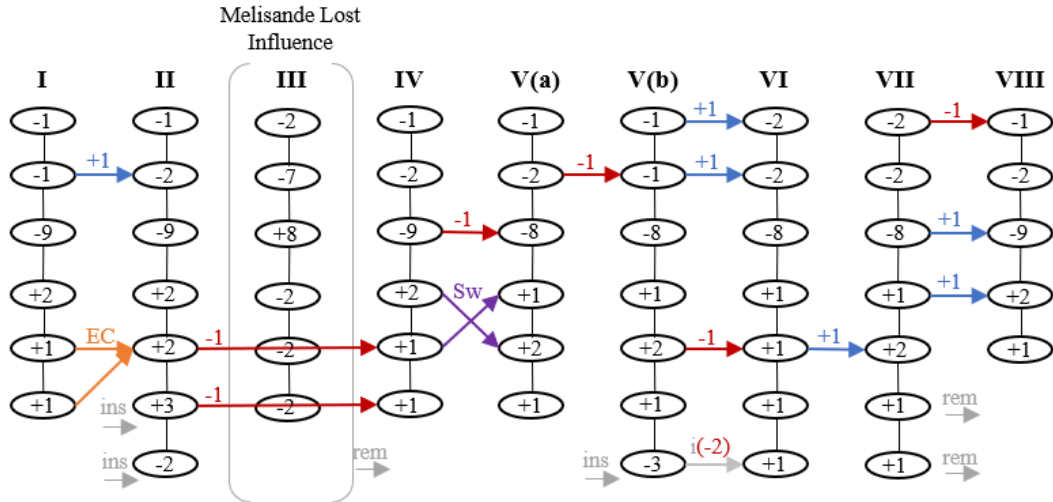 Melisande Lost
Influence
I II III IV V(a) V(b) VI VII VIII
-1 -1 -2 -1 -1 -1 +1 -2 -2 -1 -1
-1 +1 -2 -7 -2 -2 -1 -1 +1 -2 -2 -2
-9 -9 +8 -9 -1 -8 -8 -8 -8 +1 -9
+2 +2 -2 +2 Sw +1 +1 +1 +1 +1 +2
+1 EC +2 -1 -2 +1 +2 +2 -1 +1 +1 +2 +1
+1 ins +3 -1 -2 +1 +1 +1 +1 +1 rem
ins -2 rem ins -3 i(-2) +1 +1 rem